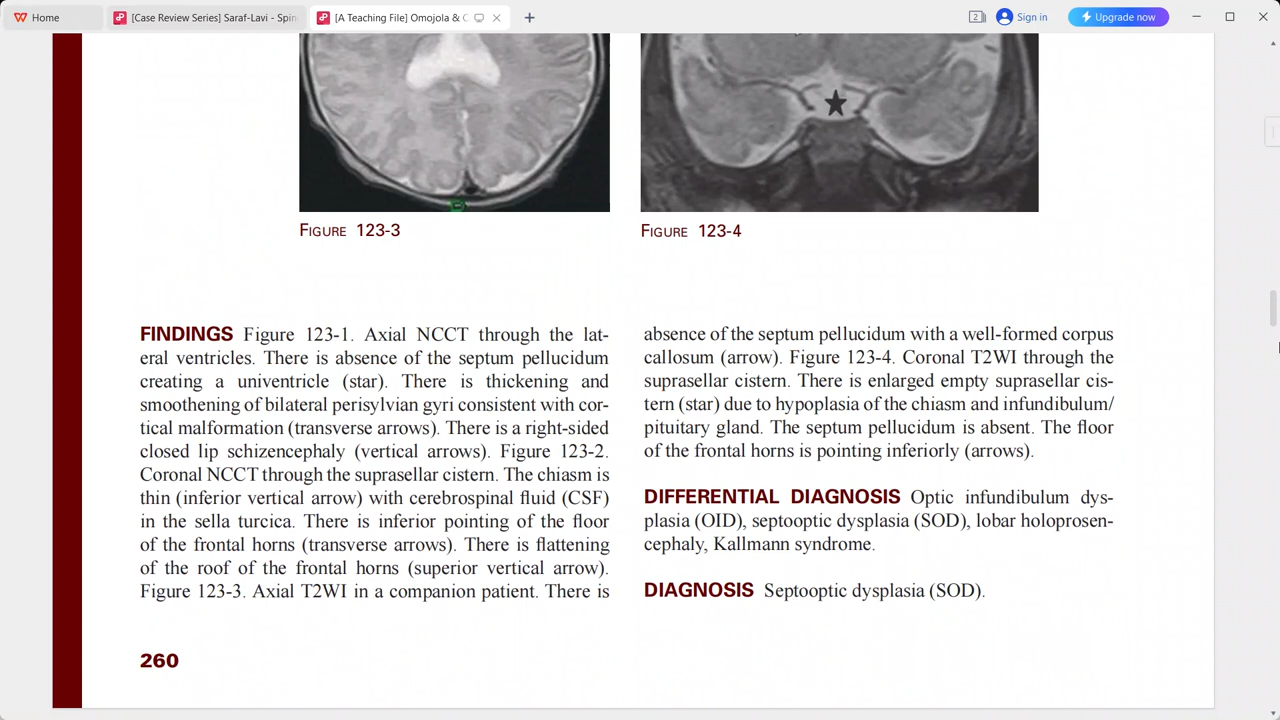 Home
[Case Review Series] Saraf-Lavi - Spin
[A Teaching File] Omojola & C
2
Sign in
Upgrade now
FIGURE 123-3
FIGURE 123-4
FINDINGS Figure 123-1. Axial NCCT through the lat-
eral ventricles. There is absence of the septum pellucidum
creating a univentricle (star). There is thickening and
smoothening of bilateral perisylvian gyri consistent with cor-
tical malformation (transverse arrows). There is a right-sided
closed lip schizencephaly (vertical arrows). Figure 123-2.
Coronal NCCT through the suprasellar cistern. The chiasm is
thin (inferior vertical arrow) with cerebrospinal fluid (CSF)
in the sella turcica. There is inferior pointing of the floor
of the frontal horns (transverse arrows). There is flattening
of the roof of the frontal horns (superior vertical arrow).
Figure 123-3. Axial T2WI in a companion patient. There is
absence of the septum pellucidum with a well-formed corpus
callosum (arrow). Figure 123-4. Coronal T2WI through the
suprasellar cistern. There is enlarged empty suprasellar cis-
tern (star) due to hypoplasia of the chiasm and infundibulum/
pituitary gland. The septum pellucidum is absent. The floor
of the frontal horns is pointing inferiorly (arrows).
DIFFERENTIAL DIAGNOSIS Optic infundibulum dys-
plasia (OID), septooptic dysplasia (SOD), lobar holoprosen-
cephaly, Kallmann syndrome.
DIAGNOSIS Septooptic dysplasia (SOD).
260